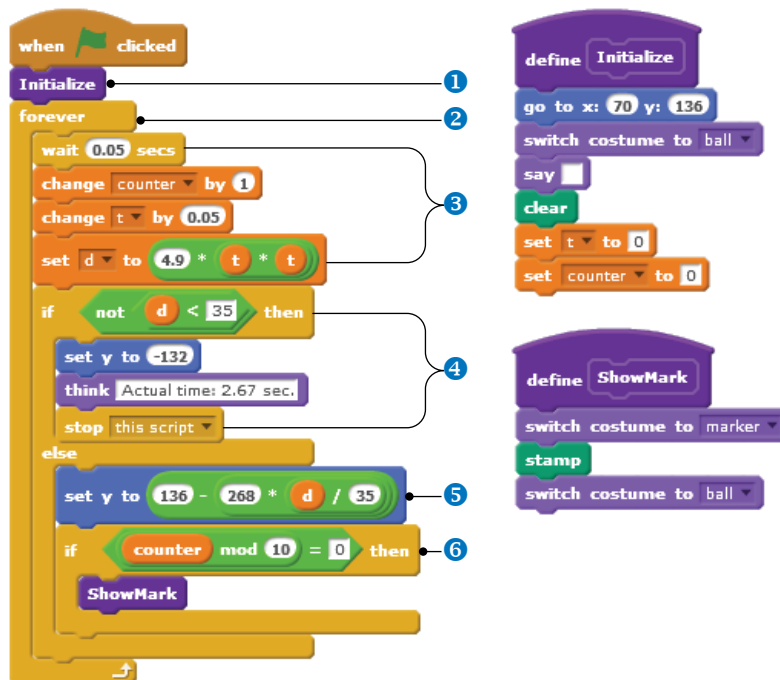 when clicked
Initialize
1
forever
2
wait 0.05 secs
change counter by 1
3
change t by 0.05
set d to 4.9 * t * t
if not d < 35 then
set y to -132
4
think Actual time: 2.67 sec.
stop this script
else
set y to 136 - 268 * d / 35
5
if counter mod 10 = 0 then
6
ShowMark
define Initialize
go to x: 70 y: 136
switch costume to ball
say
clear
set t to 0
set counter to 0
define ShowMark
switch costume to marker
stamp
switch costume to ball